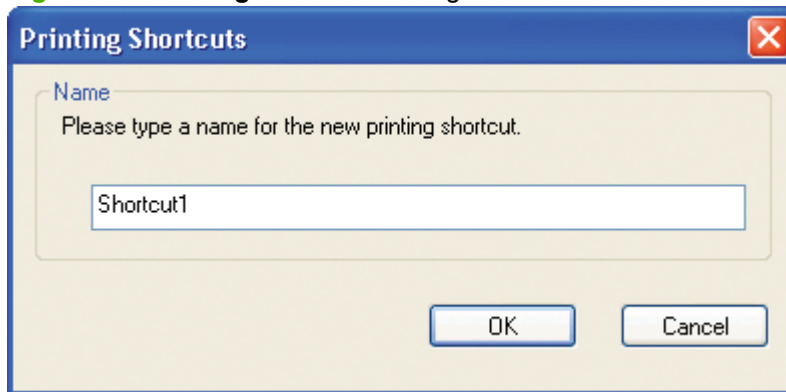 Printing Shortcuts
Name
Please type a name for the new printing shortcut.
Shortcut1
OK
Cancel